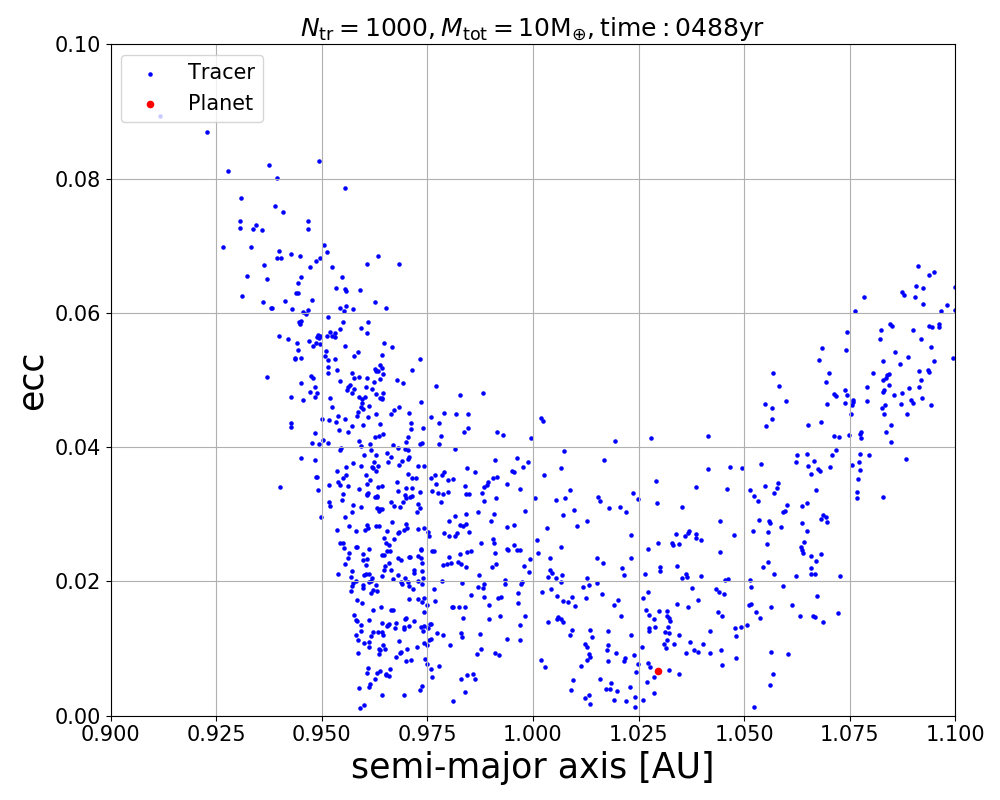 N_tr = 1000, M_tot = 10M_⊕, time : 0488yr
Tracer
Planet
0.10
0.08
0.06
0.04
0.02
0.00
ecc
0.900 0.925 0.950 0.975 1.000 1.025 1.050 1.075 1.100
semi-major axis [AU]